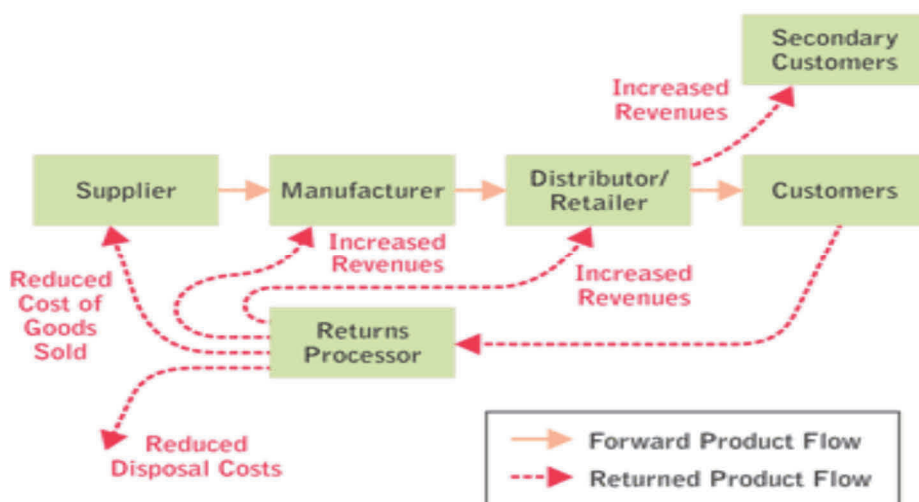 Secondary
Customers
Increased
Revenues
Supplier
Manufacturer
Distributor/
Retailer
Customers
Increased
Revenues
Increased
Revenues
Reduced
Cost of
Goods
Sold
Returns
Processor
Reduced
Disposal Costs
Forward Product Flow
Returned Product Flow